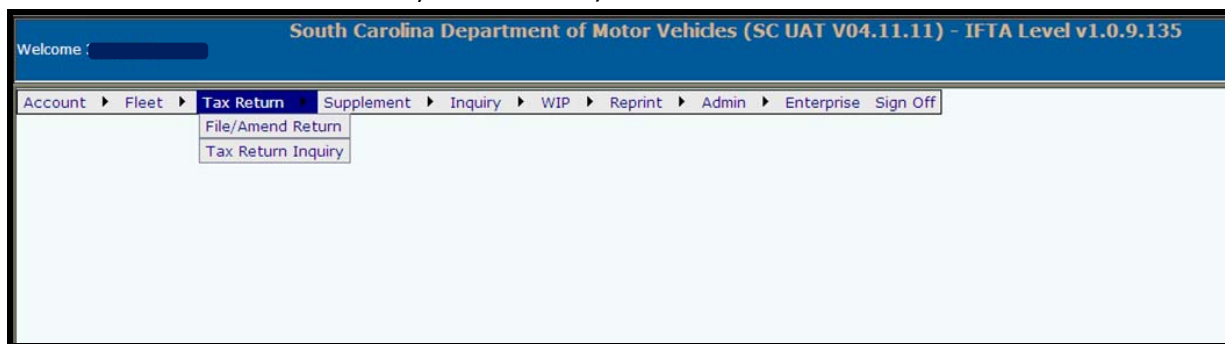 South Carolina Department of Motor Vehicles (SC UAT V04.11.11) - IFTA Level v1.0.9.135
Welcome
Account Fleet Tax Return Supplement Inquiry WIP Reprint Admin Enterprise Sign Off
File/Amend Return
Tax Return Inquiry